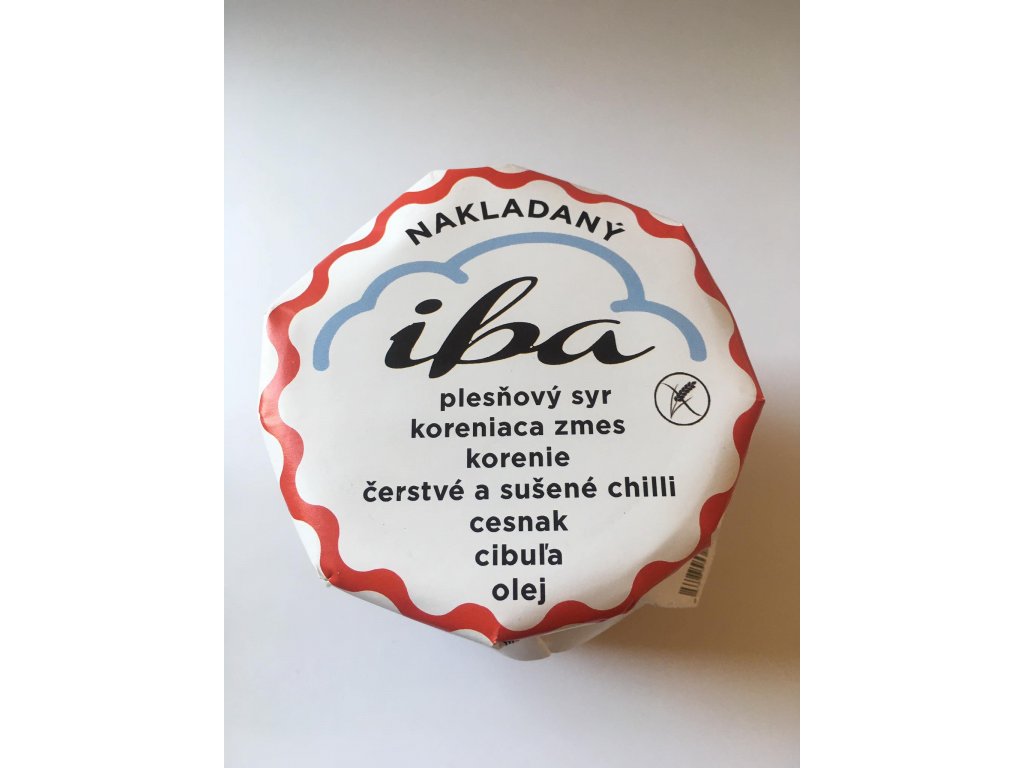 NAKLADANÝ
iba
plesňový syr
koreniaca zmes
korenie
čerstvé a sušené chilli
cesnak
cibuľa
olej